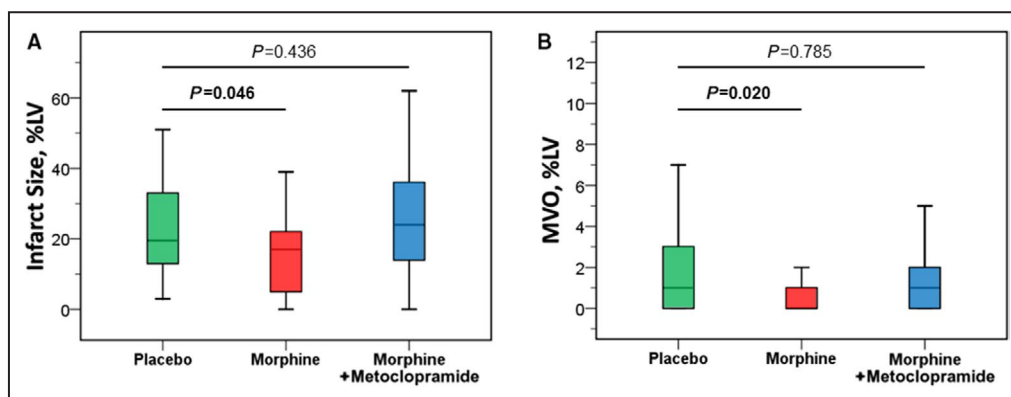 A
P=0.436
P=0.046
Infarct Size, %LV
60
40
20
0
Placebo
Morphine
Morphine
+Metoclopramide
B
P=0.785
P=0.020
MVO, %LV
12
10
8
6
4
2
0
Placebo
Morphine
Morphine
+Metoclopramide